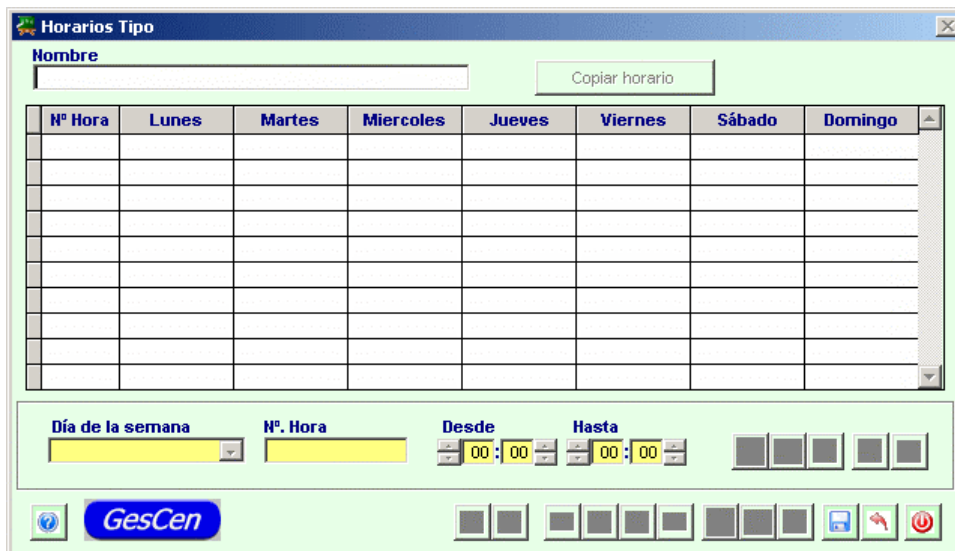 Horarios Tipo
Nombre
Copiar horario
Nº Hora Lunes Martes Miercoles Jueves Viernes Sábado Domingo
Día de la semana Nº. Hora Desde Hasta
00 : 00 00 : 00
GesCen